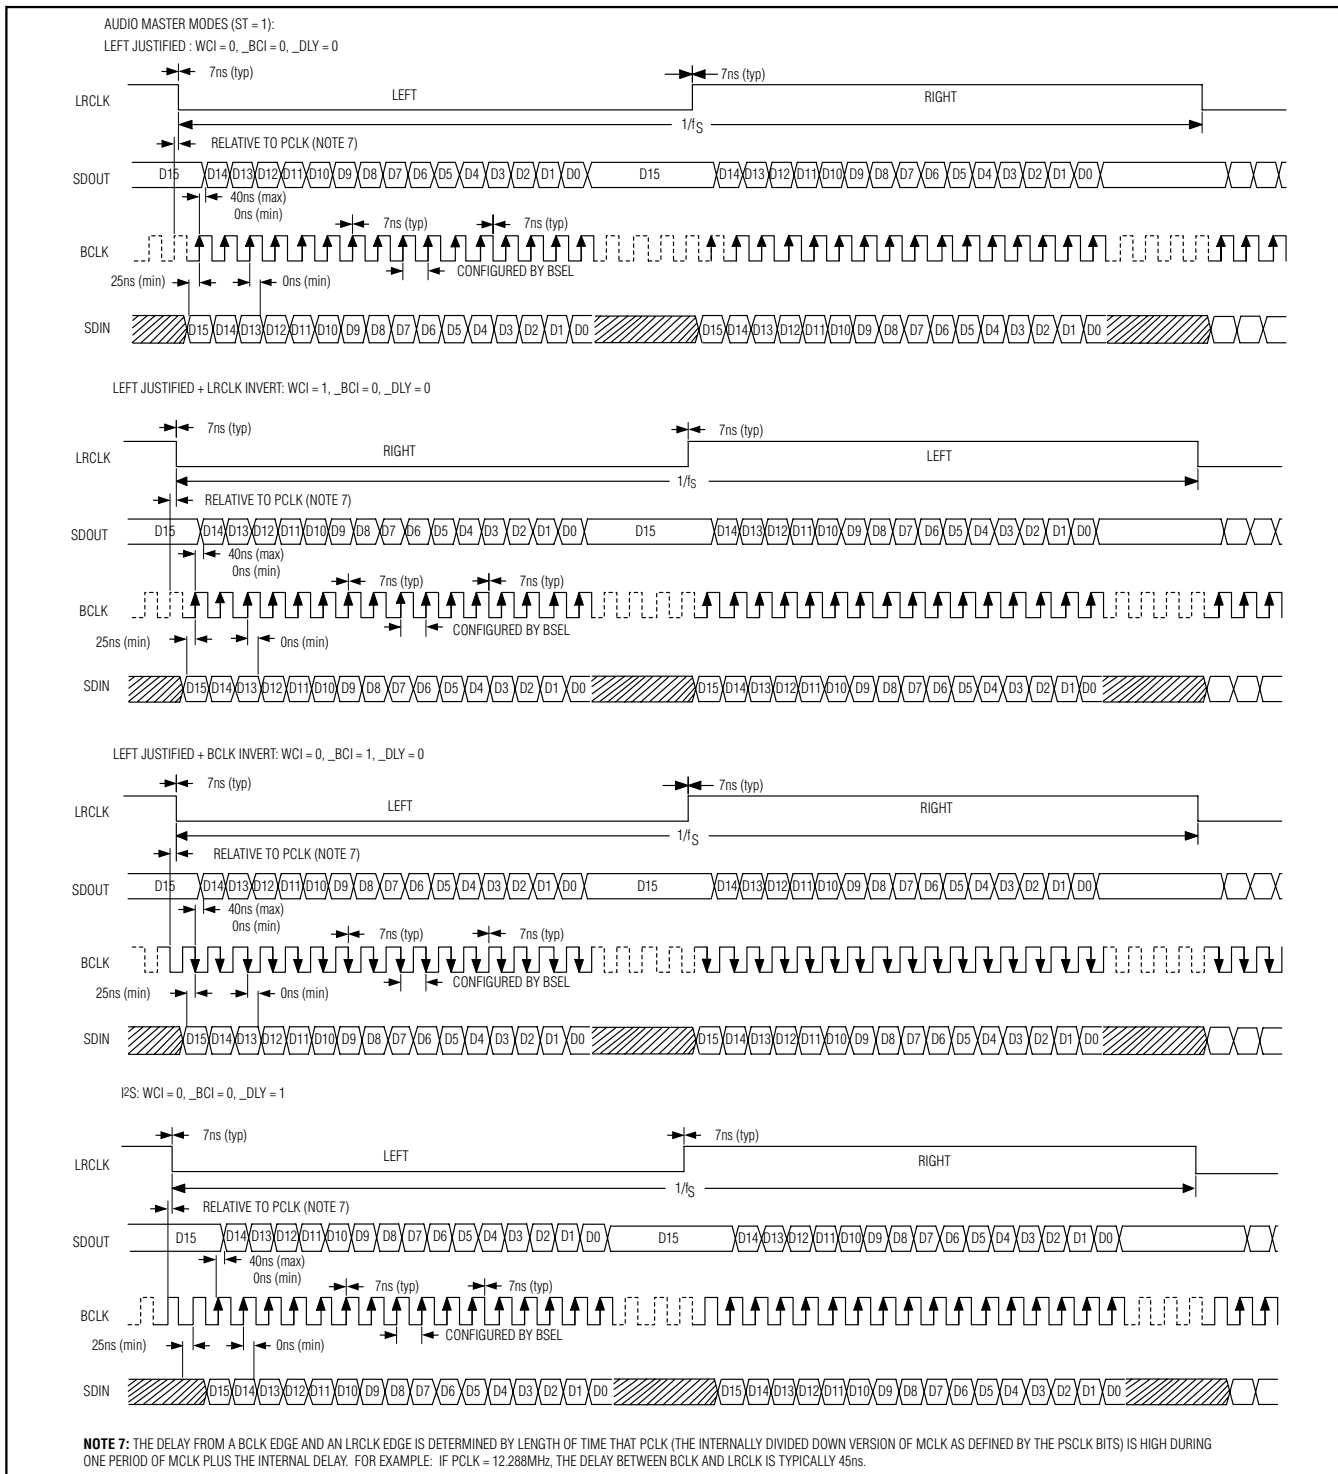 AUDIO MASTER MODES (ST = 1):
LEFT JUSTIFIED : WCI = 0, _BCI = 0, _DLY = 0
7ns (typ) 7ns (typ)
LRCLK LEFT RIGHT
1/fS
RELATIVE TO PCLK (NOTE 7)
SDOUT D15 D14 D13 D12 D11 D10 D9 D8 D7 D6 D5 D4 D3 D2 D1 D0 D15 D14 D13 D12 D11 D10 D9 D8 D7 D6 D5 D4 D3 D2 D1 D0
40ns (max)
0ns (min) 7ns (typ) 7ns (typ)
BCLK
25ns (min) 0ns (min) CONFIGURED BY BSEL
SDIN D15 D14 D13 D12 D11 D10 D9 D8 D7 D6 D5 D4 D3 D2 D1 D0 D15 D14 D13 D12 D11 D10 D9 D8 D7 D6 D5 D4 D3 D2 D1 D0
LEFT JUSTIFIED + LRCLK INVERT: WCI = 1, _BCI = 0, _DLY = 0
7ns (typ) 7ns (typ)
LRCLK RIGHT LEFT
1/fS
RELATIVE TO PCLK (NOTE 7)
SDOUT D15 D14 D13 D12 D11 D10 D9 D8 D7 D6 D5 D4 D3 D2 D1 D0 D15 D14 D13 D12 D11 D10 D9 D8 D7 D6 D5 D4 D3 D2 D1 D0
40ns (max)
0ns (min) 7ns (typ) 7ns (typ)
BCLK
25ns (min) 0ns (min) CONFIGURED BY BSEL
SDIN D15 D14 D13 D12 D11 D10 D9 D8 D7 D6 D5 D4 D3 D2 D1 D0 D15 D14 D13 D12 D11 D10 D9 D8 D7 D6 D5 D4 D3 D2 D1 D0
LEFT JUSTIFIED + BCLK INVERT: WCI = 0, _BCI = 1, _DLY = 0
7ns (typ) 7ns (typ)
LRCLK LEFT RIGHT
1/fS
RELATIVE TO PCLK (NOTE 7)
SDOUT D15 D14 D13 D12 D11 D10 D9 D8 D7 D6 D5 D4 D3 D2 D1 D0 D15 D14 D13 D12 D11 D10 D9 D8 D7 D6 D5 D4 D3 D2 D1 D0
40ns (max)
0ns (min) 7ns (typ) 7ns (typ)
BCLK
25ns (min) 0ns (min) CONFIGURED BY BSEL
SDIN D15 D14 D13 D12 D11 D10 D9 D8 D7 D6 D5 D4 D3 D2 D1 D0 D15 D14 D13 D12 D11 D10 D9 D8 D7 D6 D5 D4 D3 D2 D1 D0
I2S: WCI = 0, _BCI = 0, _DLY = 1
7ns (typ) 7ns (typ)
LRCLK LEFT RIGHT
1/fS
RELATIVE TO PCLK (NOTE 7)
SDOUT D15 D14 D13 D12 D11 D10 D9 D8 D7 D6 D5 D4 D3 D2 D1 D0 D15 D14 D13 D12 D11 D10 D9 D8 D7 D6 D5 D4 D3 D2 D1 D0
40ns (max)
0ns (min) 7ns (typ) 7ns (typ)
BCLK
25ns (min) 0ns (min) CONFIGURED BY BSEL
SDIN D15 D14 D13 D12 D11 D10 D9 D8 D7 D6 D5 D4 D3 D2 D1 D0 D15 D14 D13 D12 D11 D10 D9 D8 D7 D6 D5 D4 D3 D2 D1 D0
NOTE 7: THE DELAY FROM A BCLK EDGE AND AN LRCLK EDGE IS DETERMINED BY LENGTH OF TIME THAT PCLK (THE INTERNALLY DIVIDED DOWN VERSION OF MCLK AS DEFINED BY THE PSCLK BITS) IS HIGH DURING
ONE PERIOD OF MCLK PLUS THE INTERNAL DELAY. FOR EXAMPLE: IF PCLK = 12.288MHz, THE DELAY BETWEEN BCLK AND LRCLK IS TYPICALLY 45ns.